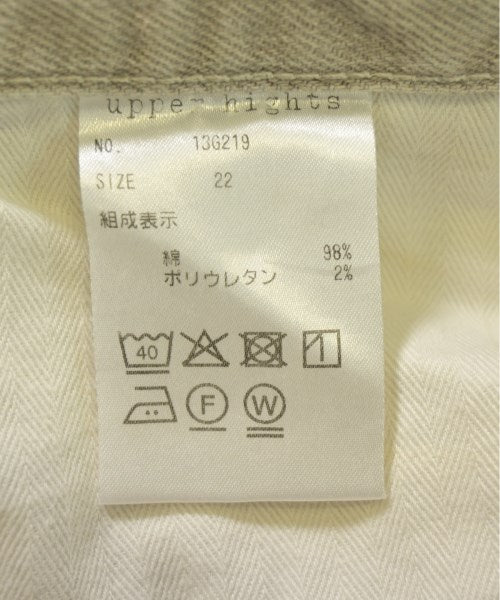 upper hights
NO. 13G219
SIZE 22
組成表示
綿 98%
ポリウレタン 2%
40
F W